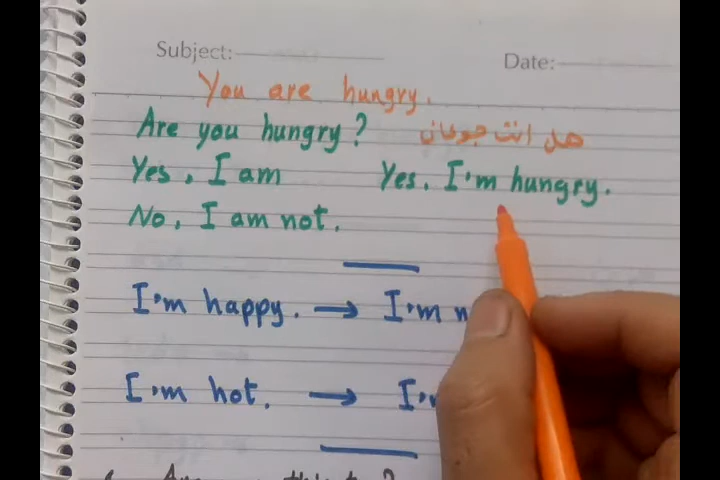 Subject: Date:
You are hungry.
Are you hungry? هل انت جوعان
Yes, I am Yes, I'm hungry.
No, I am not.
I'm happy. → I'm
I'm hot. →